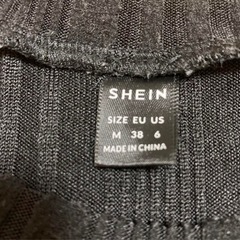 SHEIN
SIZE EU US
M 38 6
MADE IN CHINA